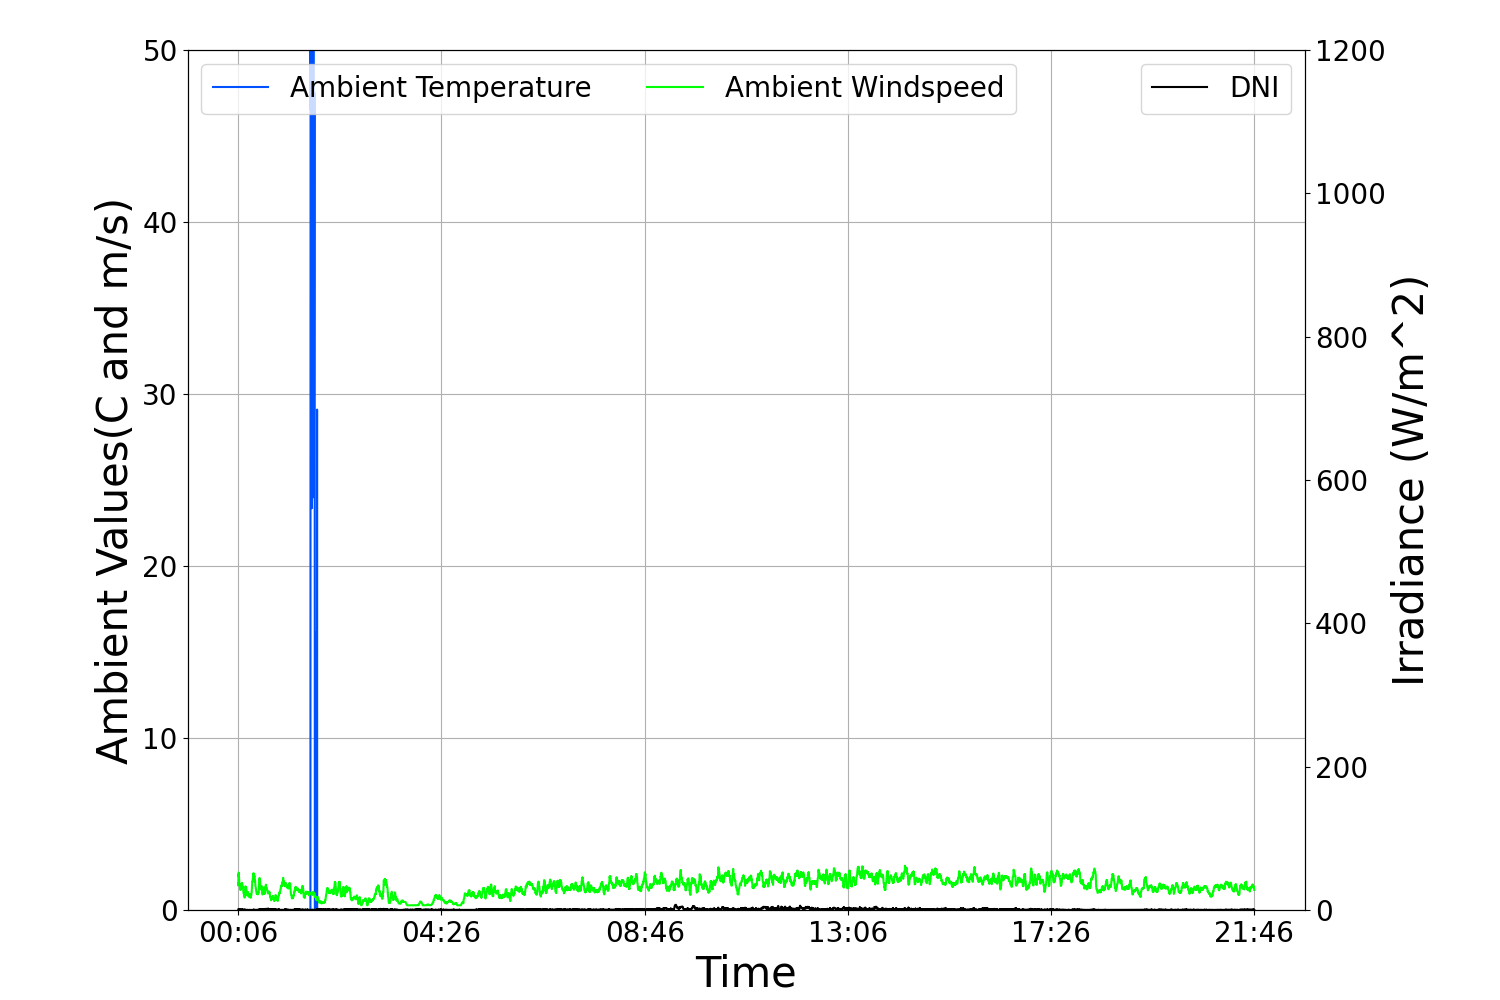 50
40
30
20
10
0
Ambient Values(C and m/s)
Ambient Temperature
Ambient Windspeed
DNI
1200
1000
800
600
400
200
0
Irradiance (W/m^2)
00:06 04:26 08:46 13:06 17:26 21:46
Time